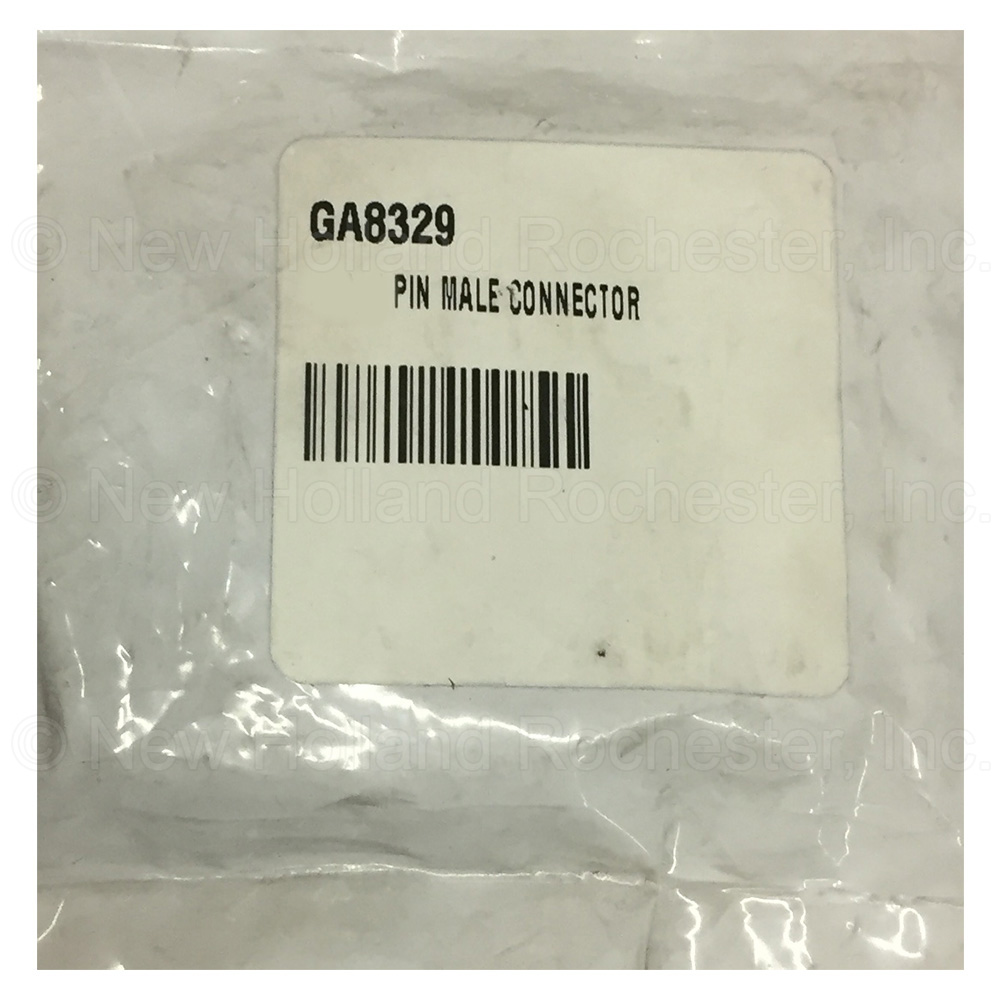 GA8329
© New Holland Rochester, Inc.
PIN MALE CONNECTOR
© New Holland Rochester, Inc.
© New Holland Rochester, Inc.